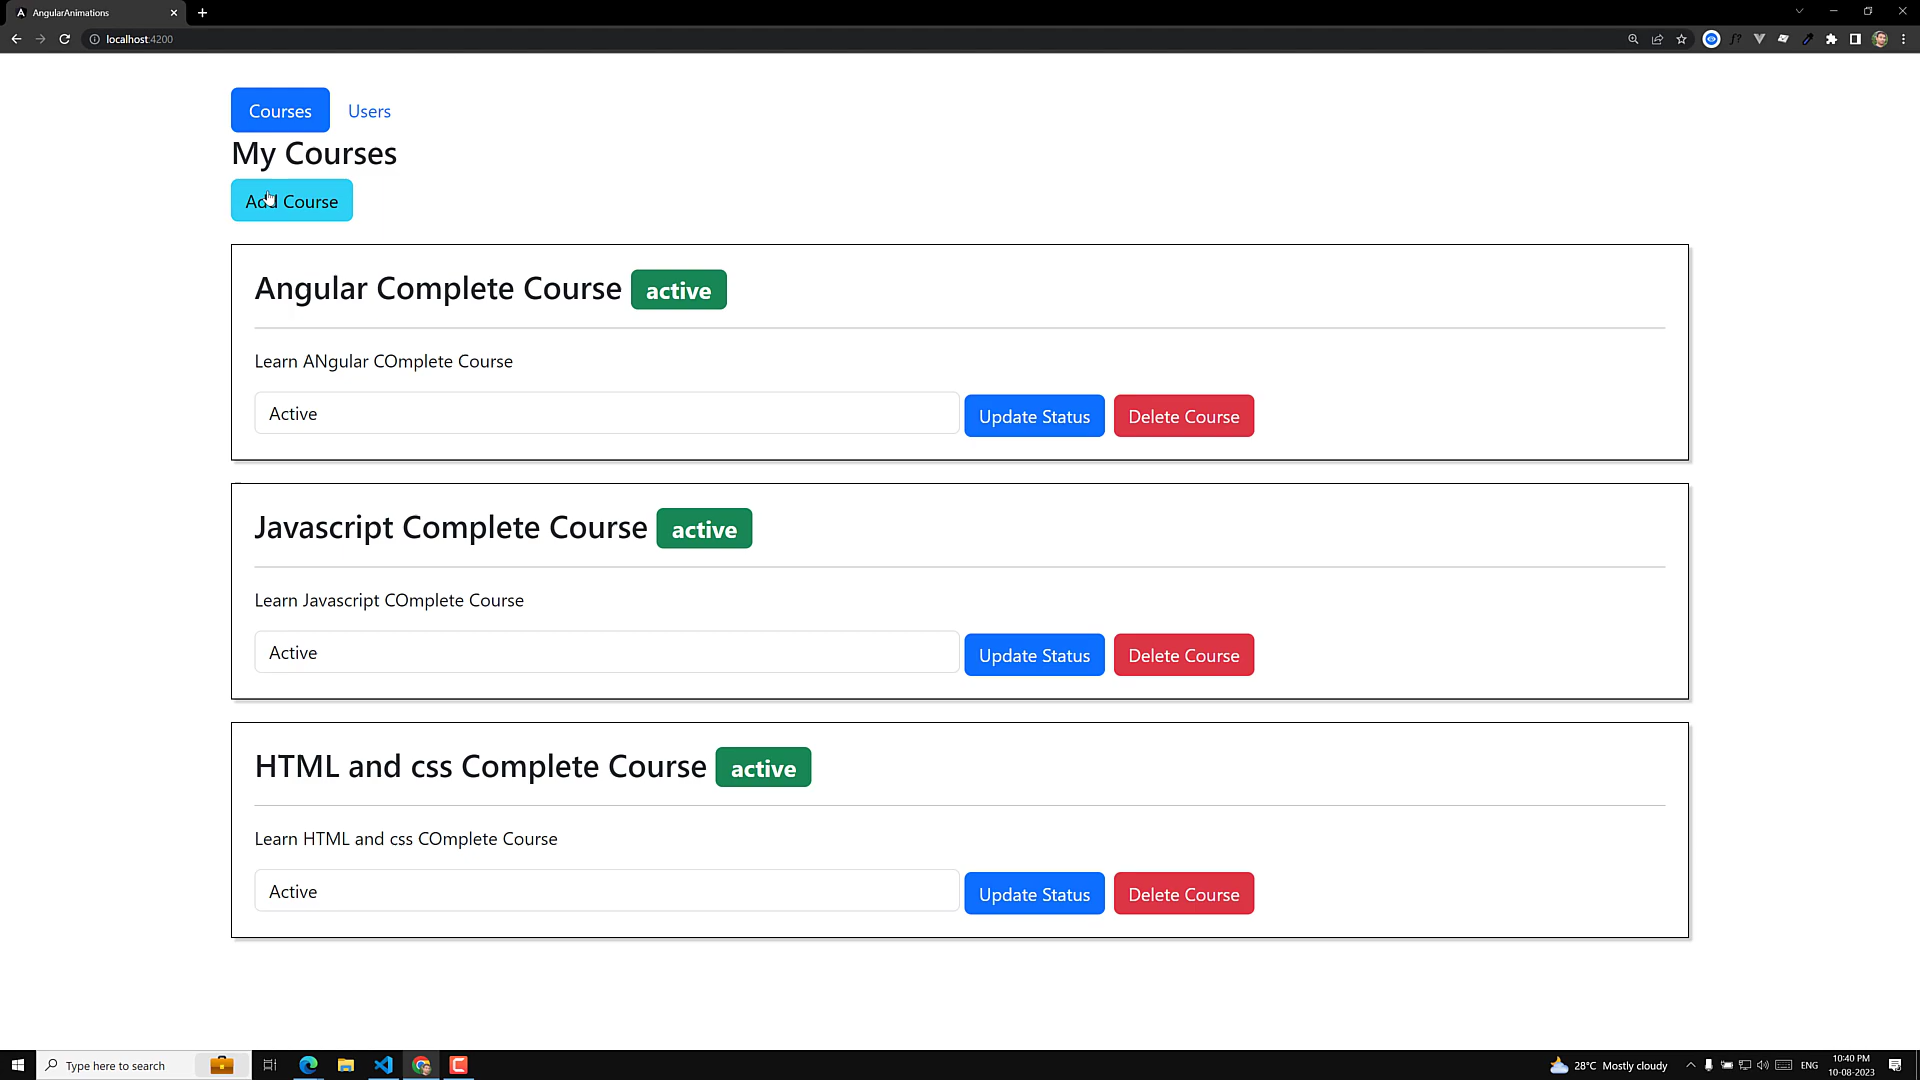 AngularAnimations
localhost:4200
Courses Users
My Courses
Add Course
Angular Complete Course active
Learn ANgular COmplete Course
Active Update Status Delete Course
Javascript Complete Course active
Learn Javascript COmplete Course
Active Update Status Delete Course
HTML and css Complete Course active
Learn HTML and css COmplete Course
Active Update Status Delete Course
Type here to search
28°C Mostly cloudy
ENG
10:40 PM
10-08-2023